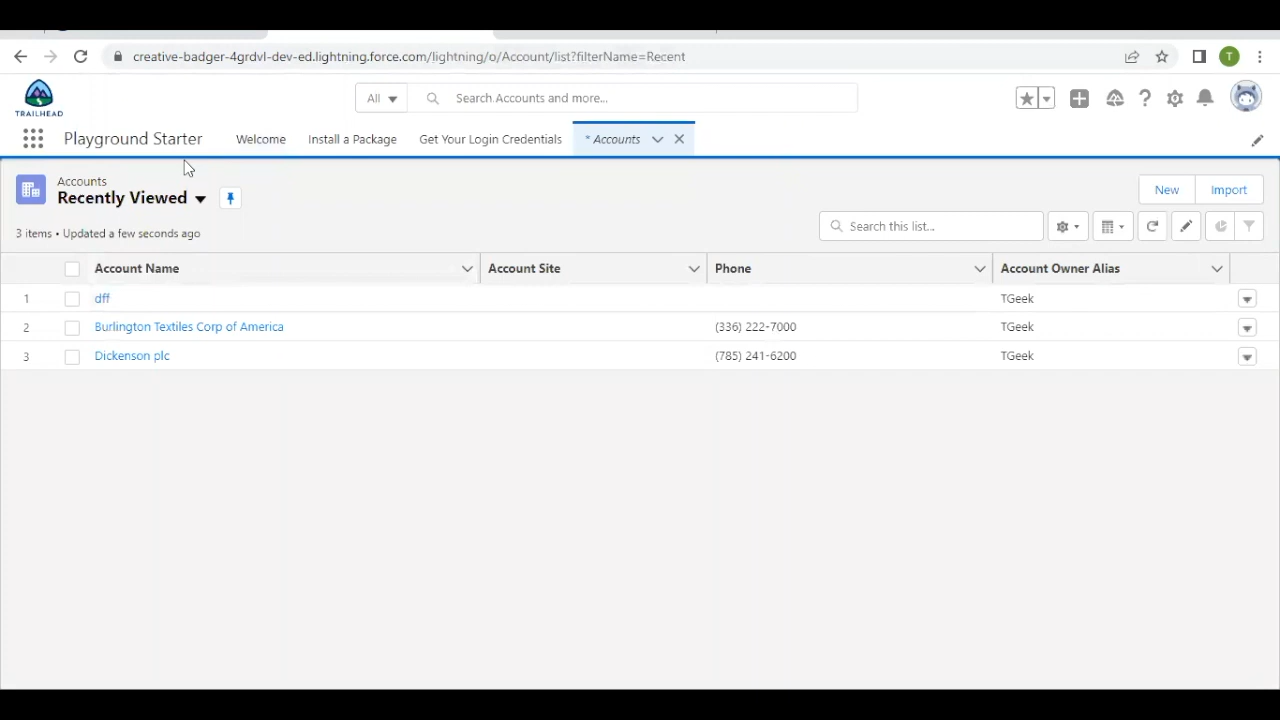 creative-badger-4grdvl-dev-ed.lightning.force.com/lightning/o/Account/list?filterName=Recent
T
TRAILHEAD
All
Search Accounts and more...
Playground Starter
Welcome
Install a Package
Get Your Login Credentials
* Accounts
Accounts
Recently Viewed
New
Import
3 items • Updated a few seconds ago
Search this list...
Account Name
Account Site
Phone
Account Owner Alias
1 dff TGeek
2 Burlington Textiles Corp of America (336) 222-7000 TGeek
3 Dickenson plc (785) 241-6200 TGeek